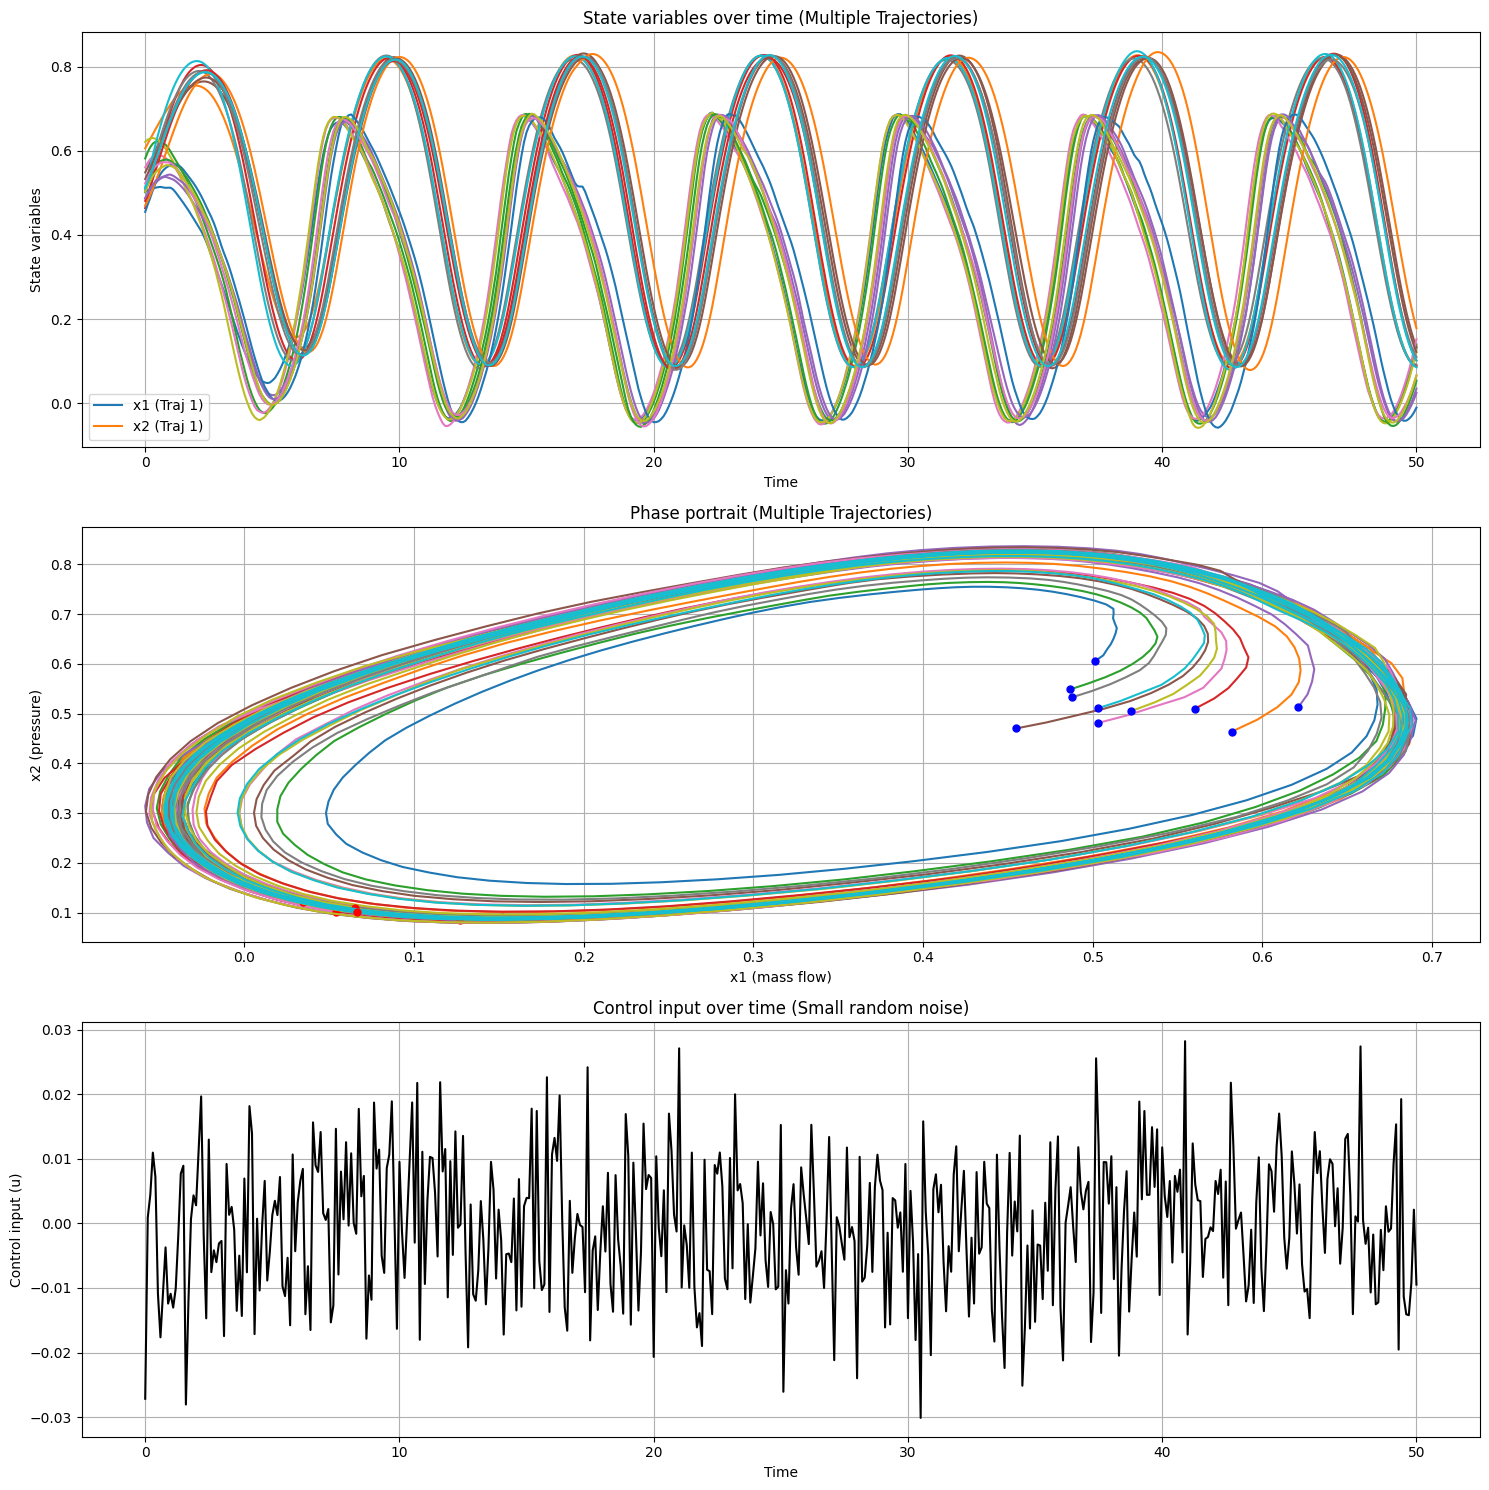 State variables over time (Multiple Trajectories)
State variables
0.8
0.6
0.4
0.2
0.0
x1 (Traj 1)
x2 (Traj 1)
0 10 20 30 40 50
Time
Phase portrait (Multiple Trajectories)
x2 (pressure)
0.8
0.7
0.6
0.5
0.4
0.3
0.2
0.1
0.0 0.1 0.2 0.3 0.4 0.5 0.6 0.7
x1 (mass flow)
Control input over time (Small random noise)
Control input (u)
0.03
0.02
0.01
0.00
−0.01
−0.02
−0.03
0 10 20 30 40 50
Time